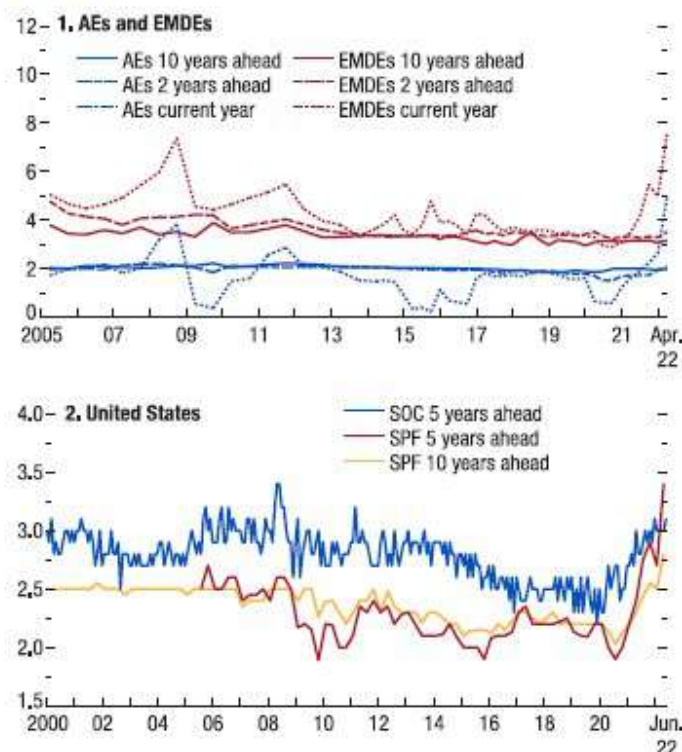 12
1. AEs and EMDEs
AEs 10 years ahead EMDEs 10 years ahead
AEs 2 years ahead EMDEs 2 years ahead
AEs current year EMDEs current year
10
8
6
4
2
0
2005 07 09 11 13 15 17 19 21 Apr.
22
4.0
2. United States
SOC 5 years ahead
SPF 5 years ahead
SPF 10 years ahead
3.5
3.0
2.5
2.0
1.5
2000 02 04 06 08 10 12 14 16 18 20 Jun.
22